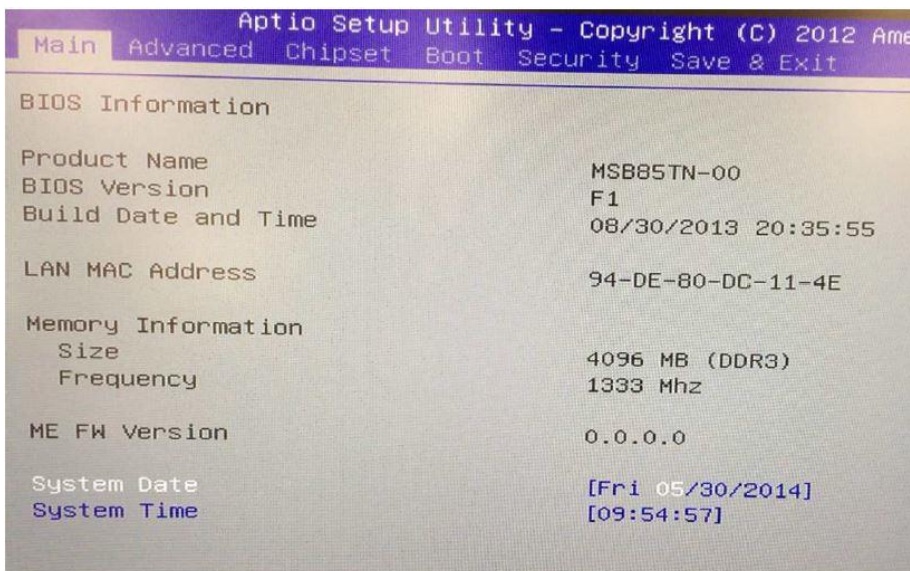 Aptio Setup Utility - Copyright (C) 2012 Ame
Main Advanced Chipset Boot Security Save & Exit
BIOS Information
Product Name MSB85TN-00
BIOS Version F1
Build Date and Time 08/30/2013 20:35:55
LAN MAC Address 94-DE-80-DC-11-4E
Memory Information
Size 4096 MB (DDR3)
Frequency 1333 Mhz
ME FW Version 0.0.0.0
System Date [Fri 05/30/2014]
System Time [09:54:57]